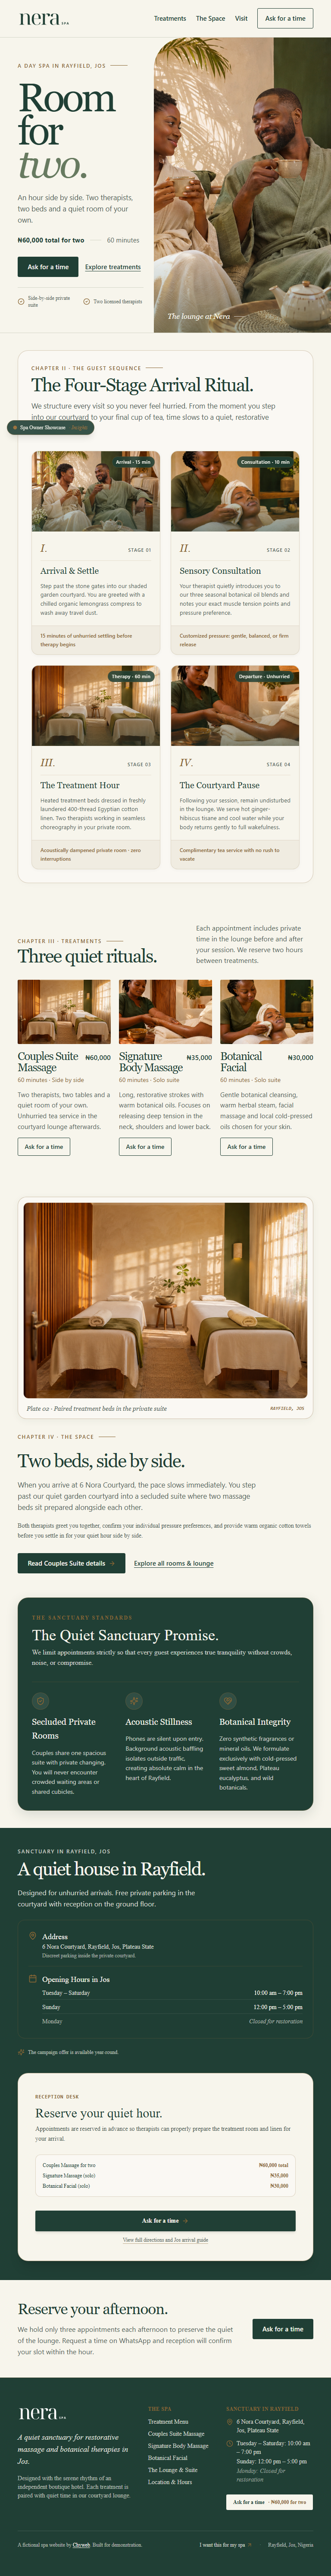 nera SPA
Treatments
The Space
Visit
Ask for a time
A DAY SPA IN RAYFIELD, JOS
Room
for
two.
An hour side by side. Two therapists,
two beds and a quiet room of your
own.
₦60,000 total for two
60 minutes
Ask for a time
Explore treatments
Side-by-side private
suite
Two licensed therapists
The lounge at Nera
CHAPTER II · THE GUEST SEQUENCE
The Four-Stage Arrival Ritual.
We structure every visit so you never feel hurried. From the moment you step
into our courtyard to your final cup of tea, time slows to a quiet, restorative
Spa Owner Showcase
Arrival · 15 min
I.
STAGE 01
Arrival & Settle
Step past the stone gates into our shaded
garden courtyard. You are greeted with a
chilled organic lemongrass compress to
wash away travel dust.
15 minutes of unhurried settling before
therapy begins
Consultation · 10 min
II.
STAGE 02
Sensory Consultation
Your therapist quietly introduces you to
our three seasonal botanical oil blends and
notes your exact muscle tension points and
pressure preference.
Customized pressure: gentle, balanced, or firm
release
Therapy · 60 min
III.
STAGE 03
The Treatment Hour
Heated treatment beds dressed in freshly
laundered 400-thread Egyptian cotton
linen. Two therapists working in seamless
choreography in your private room.
Acoustically dampened private room · zero
interruptions
Departure · Unhurried
IV.
STAGE 04
The Courtyard Pause
Following your session, remain undisturbed
in the lounge. We serve hot ginger-
hibiscus tisane and cool water while your
body returns gently to full wakefulness.
Complimentary tea service with no rush to
vacate
CHAPTER III · TREATMENTS
Three quiet rituals.
Each appointment includes private
time in the lounge before and after
your session. We reserve two hours
between treatments.
Couples Suite
Massage
₦60,000
60 minutes · Side by side
Two therapists, two tables and a
quiet room of your own.
Unhurried tea service in the
courtyard lounge afterwards.
Ask for a time
Signature
Body Massage
₦35,000
60 minutes · Solo suite
Long, restorative strokes with
warm botanical oils. Focuses on
releasing deep tension in the
neck, shoulders and lower back.
Ask for a time
Botanical
Facial
₦30,000
60 minutes · Solo suite
Gentle botanical cleansing,
warm herbal steam, facial
massage and local cold-pressed
oils chosen for your skin.
Ask for a time
Plate 02 · Paired treatment beds in the private suite
RAYFIELD, JOS
CHAPTER IV · THE SPACE
Two beds, side by side.
When you arrive at 6 Nora Courtyard, the pace slows immediately. You step
past our quiet garden courtyard into a secluded suite where two massage
beds sit prepared alongside each other.
Both therapists greet you together, confirm your individual pressure preferences, and provide warm organic cotton towels
before you settle in for your quiet hour side by side.
Read Couples Suite details →
Explore all rooms & lounge
THE SANCTUARY STANDARDS
The Quiet Sanctuary Promise.
We limit appointments strictly so that every guest experiences true tranquility without crowds,
noise, or compromise.
Secluded Private
Rooms
Couples share one spacious
suite with private changing.
You will never encounter
crowded waiting areas or
shared cubicles.
Acoustic Stillness
Phones are silent upon entry.
Background acoustic baffling
isolates outside traffic,
creating absolute calm in the
heart of Rayfield.
Botanical Integrity
Zero synthetic fragrances or
mineral oils. We formulate
exclusively with cold-pressed
sweet almond, Plateau
eucalyptus, and wild
botanicals.
SANCTUARY IN RAYFIELD, JOS
A quiet house in Rayfield.
Designed for unhurried arrivals. Free private parking in the
courtyard with reception on the ground floor.
Address
6 Nora Courtyard, Rayfield, Jos, Plateau State
Discreet parking inside the private courtyard.
Opening Hours in Jos
Tuesday – Saturday
10:00 am – 7:00 pm
Sunday
12:00 pm – 5:00 pm
Monday
Closed for restoration
The campaign offer is available year-round.
RECEPTION DESK
Reserve your quiet hour.
Appointments are reserved in advance so therapists can properly prepare the treatment room and linen for
your arrival.
Couples Massage for two
₦60,000 total
Signature Massage (solo)
₦35,000
Botanical Facial (solo)
₦30,000
Ask for a time →
View full directions and Jos arrival guide
Reserve your afternoon.
We hold only three appointments each afternoon to preserve the quiet
of the lounge. Request a time on WhatsApp and reception will confirm
your slot within the hour.
Ask for a time
nera SPA
A quiet sanctuary for restorative
massage and botanical therapies in
Jos.
Designed with the serene rhythm of an
independent boutique hotel. Each treatment is
paired with quiet time in our courtyard lounge.
THE SPA
Treatment Menu
Couples Suite Massage
Signature Body Massage
Botanical Facial
The Lounge & Suite
Location & Hours
SANCTUARY IN RAYFIELD
6 Nora Courtyard, Rayfield,
Jos, Plateau State
Tuesday – Saturday: 10:00 am
– 7:00 pm
Sunday: 12:00 pm – 5:00 pm
Monday: Closed for
restoration
Ask for a time · ₦60,000 for two
A fictional spa website by
Built for demonstration.
I want this for my spa
Rayfield, Jos, Nigeria